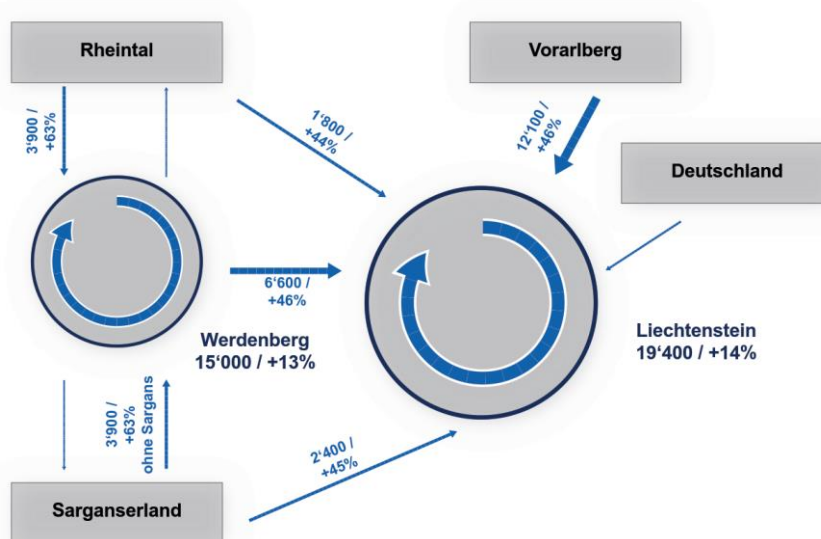 Rheintal
Vorarlberg
3‘900 /
+63%
1‘800 /
+44%
12‘100 /
+46%
Deutschland
6‘600 /
+46%
Werdenberg
15‘000 / +13%
Liechtenstein
19‘400 / +14%
3‘900 /
+63%
ohne Sargans
2‘400 /
+45%
Sarganserland